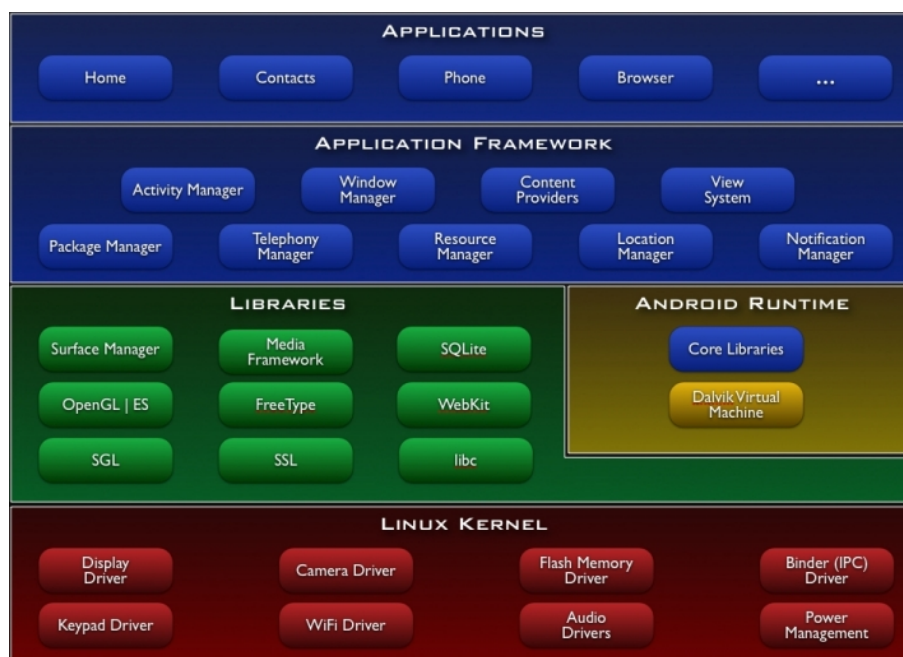 APPLICATIONS
Home
Contacts
Phone
Browser
...
APPLICATION FRAMEWORK
Activity Manager
Window
Manager
Content
Providers
View
System
Package Manager
Telephony
Manager
Resource
Manager
Location
Manager
Notification
Manager
LIBRARIES
Surface Manager
Media
Framework
SQLite
OpenGL | ES
FreeType
WebKit
SGL
SSL
libc
ANDROID RUNTIME
Core Libraries
Dalvik Virtual
Machine
LINUX KERNEL
Display
Driver
Camera Driver
Flash Memory
Driver
Binder (IPC)
Driver
Keypad Driver
WiFi Driver
Audio
Drivers
Power
Management